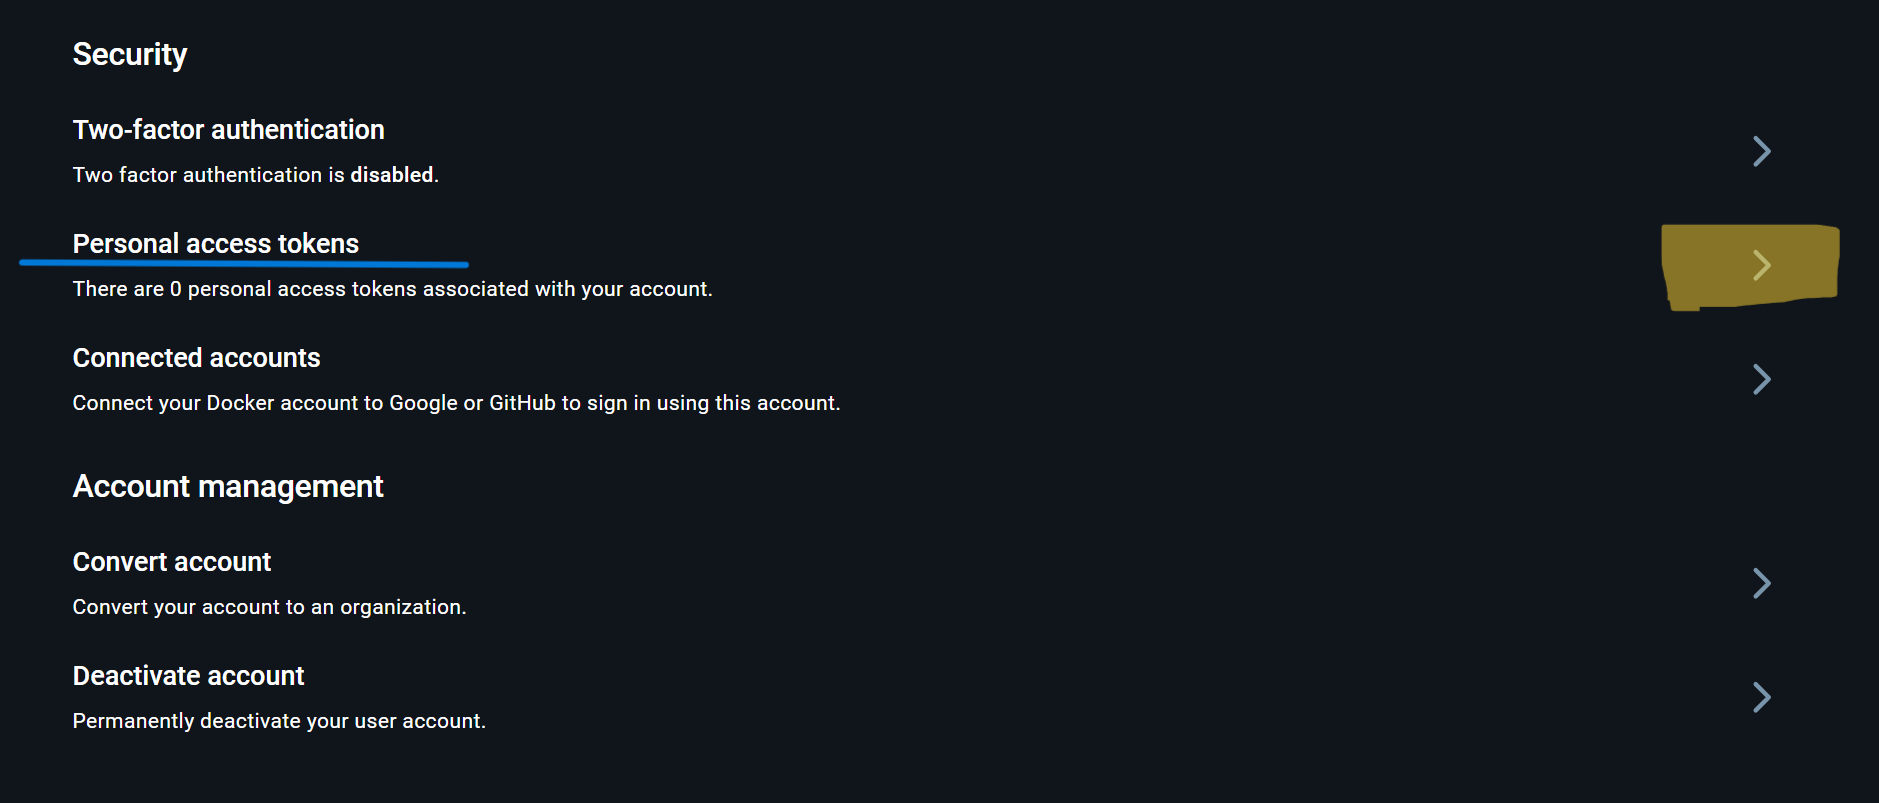 Security
Two-factor authentication
Two factor authentication is disabled.
Personal access tokens
There are 0 personal access tokens associated with your account.
Connected accounts
Connect your Docker account to Google or GitHub to sign in using this account.
Account management
Convert account
Convert your account to an organization.
Deactivate account
Permanently deactivate your user account.